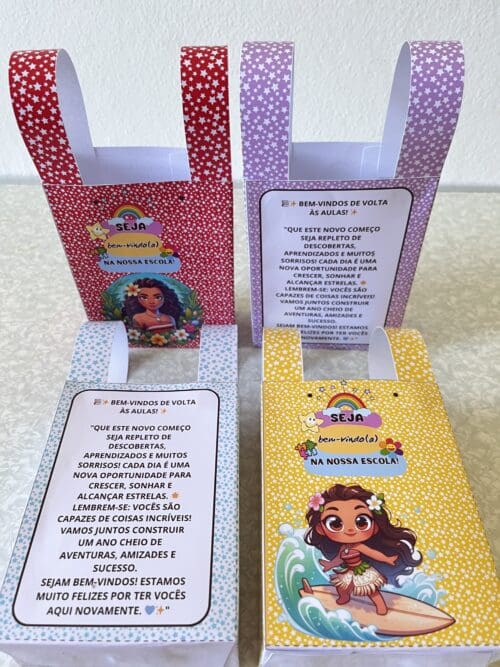 SEJA
bem-vindo(a)
NA NOSSA ESCOLA!
BEM-VINDOS DE VOLTA
ÀS AULAS!
"QUE ESTE NOVO COMEÇO
SEJA REPLETO DE
DESCOBERTAS,
APRENDIZADOS E MUITOS
SORRISOS! CADA DIA É UMA
NOVA OPORTUNIDADE PARA
CRESCER, SONHAR E
ALCANÇAR ESTRELAS.
LEMBREM-SE: VOCÊS SÃO
CAPAZES DE COISAS INCRÍVEIS!
VAMOS JUNTOS CONSTRUIR
UM ANO CHEIO DE
AVENTURAS, AMIZADES E
SUCESSO.
SEJAM BEM-VINDOS! ESTAMOS
FELIZES POR TER VOCÊS
BEM-VINDOS DE VOLTA
ÀS AULAS!
"QUE ESTE NOVO COMEÇO
SEJA REPLETO DE
DESCOBERTAS,
APRENDIZADOS E MUITOS
SORRISOS! CADA DIA É UMA
NOVA OPORTUNIDADE PARA
CRESCER, SONHAR E
ALCANÇAR ESTRELAS.
LEMBREM-SE: VOCÊS SÃO
CAPAZES DE COISAS INCRÍVEIS!
VAMOS JUNTOS CONSTRUIR
UM ANO CHEIO DE
AVENTURAS, AMIZADES E
SUCESSO.
SEJAM BEM-VINDOS! ESTAMOS
MUITO FELIZES POR TER VOCÊS
AQUI NOVAMENTE. 💙✨"
SEJA
bem-vindo(a)
NA NOSSA ESCOLA!